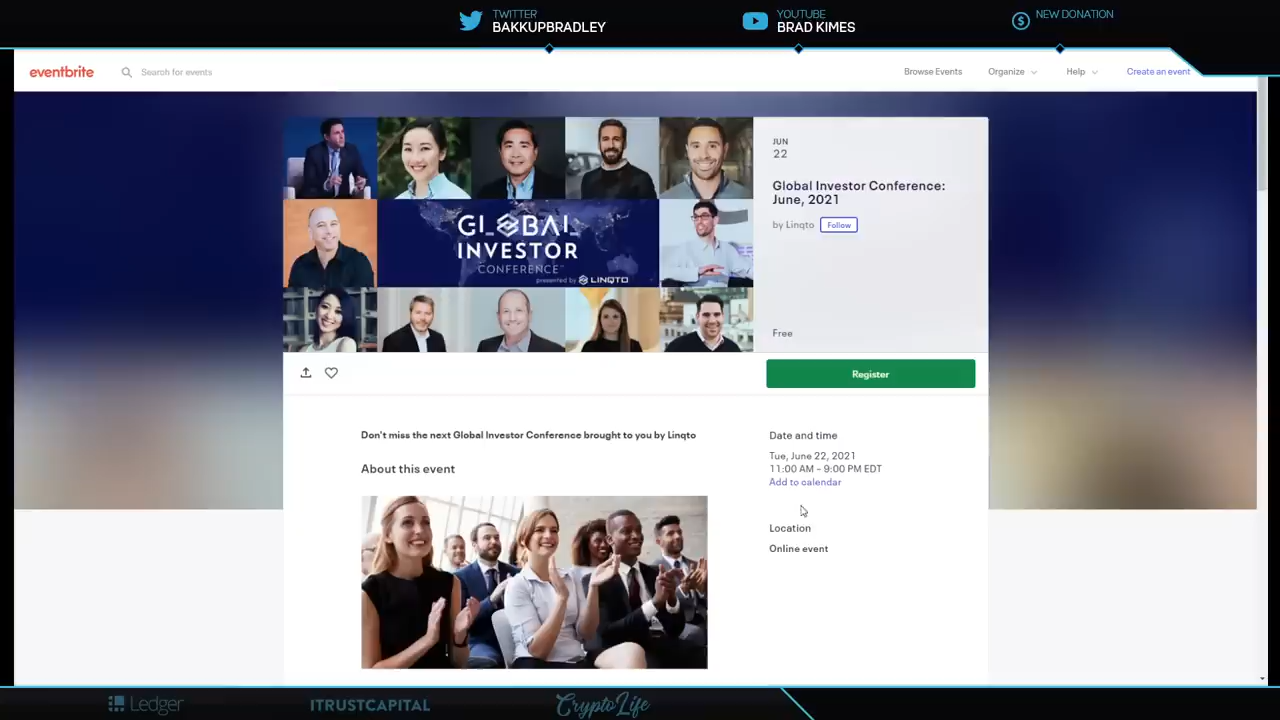 TWITTER
BAKKUPBRADLEY
YOUTUBE
BRAD KIMES
NEW DONATION
eventbrite
Search for events
Browse Events
Organize
Help
Create an event
GLOBAL
INVESTOR
CONFERENCE
presented by LINQTO
JUN
22
Global Investor Conference:
June, 2021
by Linqto
Follow
Free
Register
Don't miss the next Global Investor Conference brought to you by Linqto
About this event
Date and time
Tue, June 22, 2021
11:00 AM – 9:00 PM EDT
Add to calendar
Location
Online event
Ledger
ITRUSTCAPITAL
CryptoLife